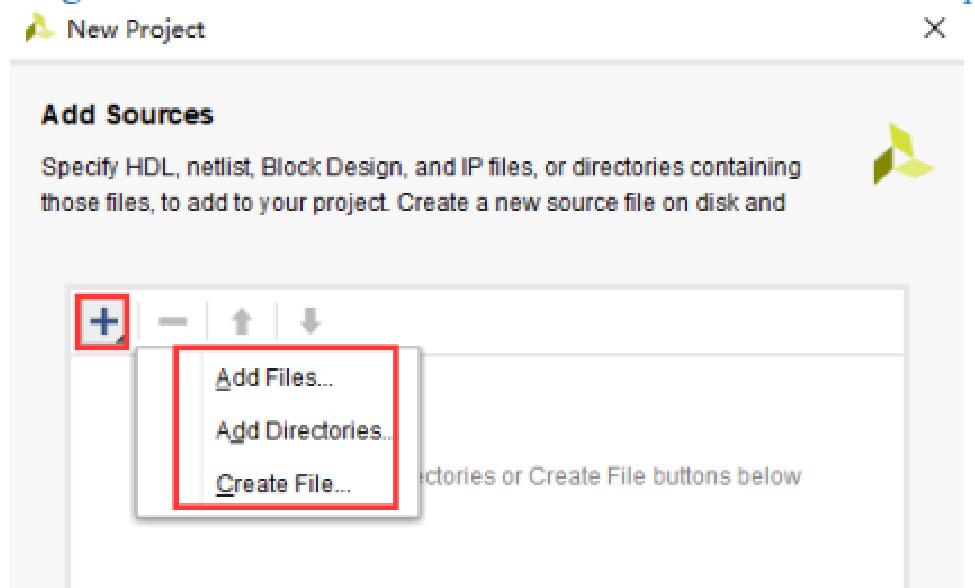 New Project
Add Sources
Specify HDL, netlist, Block Design, and IP files, or directories containing
those files, to add to your project. Create a new source file on disk and
Add Files...
Add Directories..
Create File...
or Create File buttons below